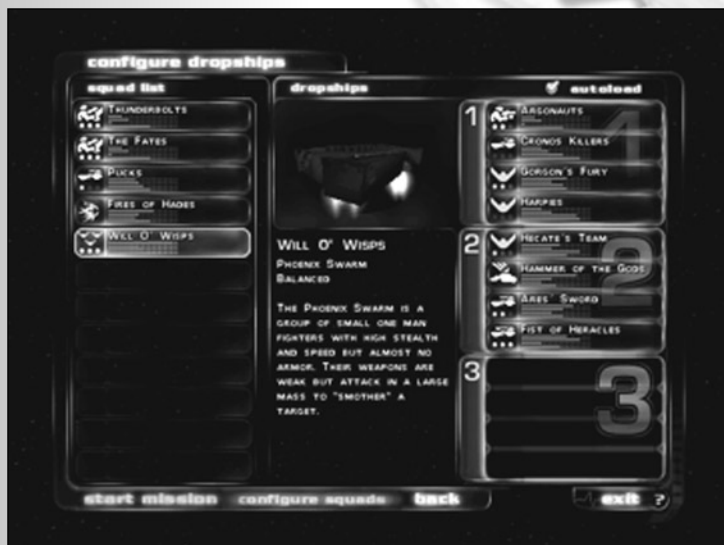 configure dropships
squad list
Thunderbolts
The Fates
Pucks
Fires of Hades
Will O' Wisps
dropships
autoload
Will O' Wisps
Phoenix Swarm
Balanced
The Phoenix Swarm is a
group of small one man
fighters with high stealth
and speed but almost no
armor. Their weapons are
weak but attack in a large
mass to "smother" a
target.
1
Argonauts
Cronos Killers
Gorgon's Fury
Harpies
1
2
Hecate's Team
Hammer of the Gods
Ares' Sword
Fist of Heracles
2
3
3
start mission
configure squads
back
exit
?